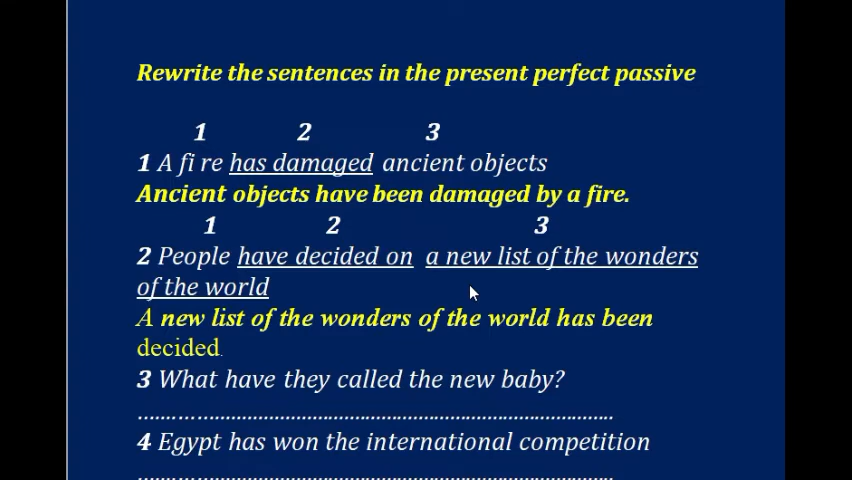 Rewrite the sentences in the present perfect passive
1 2 3
1 A fi re has damaged ancient objects
Ancient objects have been damaged by a fire.
1 2 3
2 People have decided on a new list of the wonders
of the world
A new list of the wonders of the world has been
decided.
3 What have they called the new baby?
................................................................................
4 Egypt has won the international competition
................................................................................